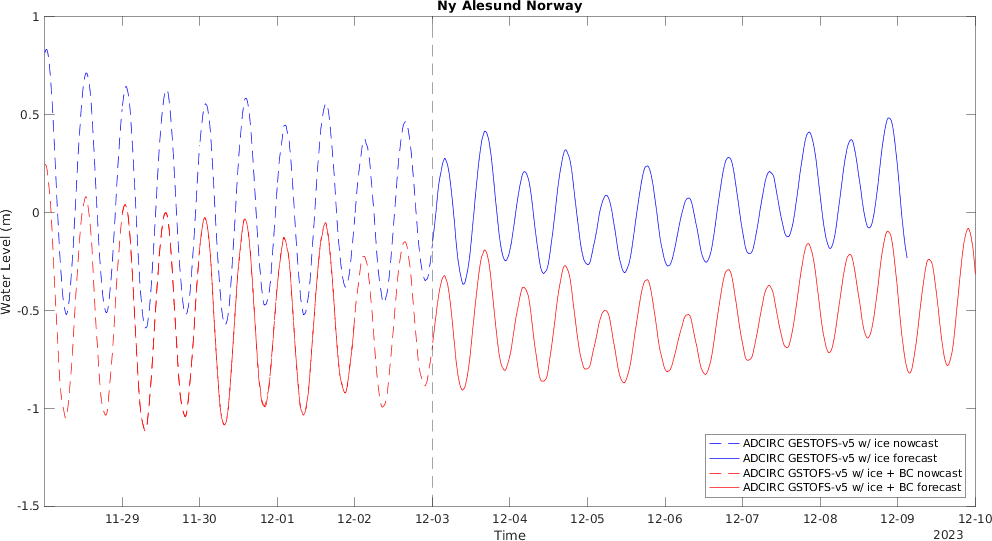 Ny Alesund Norway
Water Level (m)
1
0.5
0
-0.5
-1
-1.5
ADCIRC GESTOFS-v5 w/ ice nowcast
ADCIRC GESTOFS-v5 w/ ice forecast
ADCIRC GSTOFS-v5 w/ ice + BC nowcast
ADCIRC GSTOFS-v5 w/ ice + BC forecast
11-29 11-30 12-01 12-02 12-03 12-04 12-05 12-06 12-07 12-08 12-09 12-10
Time
2023